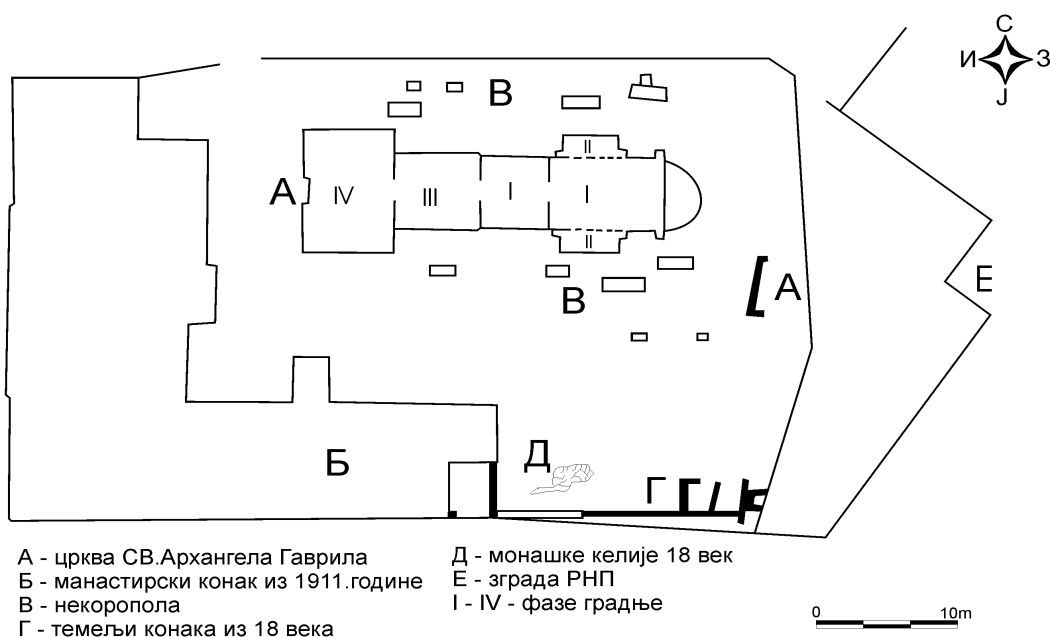 С
И З
Ј
В
А
IV
III
I
II
I
II
В
А
Е
Б
Д
Г
А - црква СВ.Архангела Гаврила
Б - манастирски конак из 1911.године
В - некоропола
Г - темељи конака из 18 века
Д - монашке келије 18 век
Е - зграда РНП
I - IV - фазе градње
0 10m